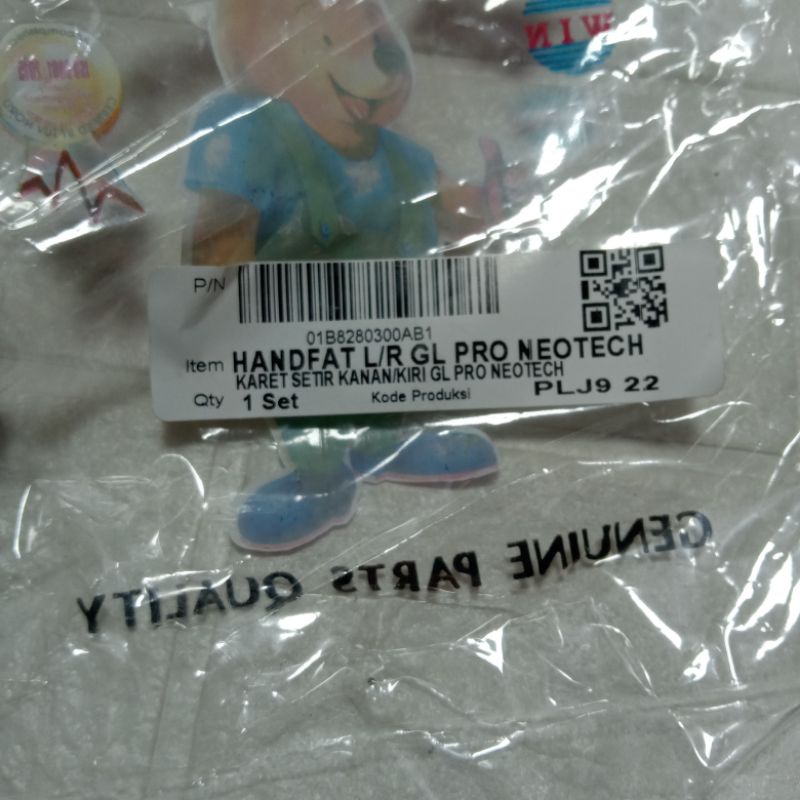 WIN
P/N
01B8280300AB1
Item HANDFAT L/R GL PRO NEOTECH
KARET SETIR KANAN/KIRI GL PRO NEOTECH
Qty 1 Set Kode Produksi PLJ9 22
GENUINE PARTS QUALITY